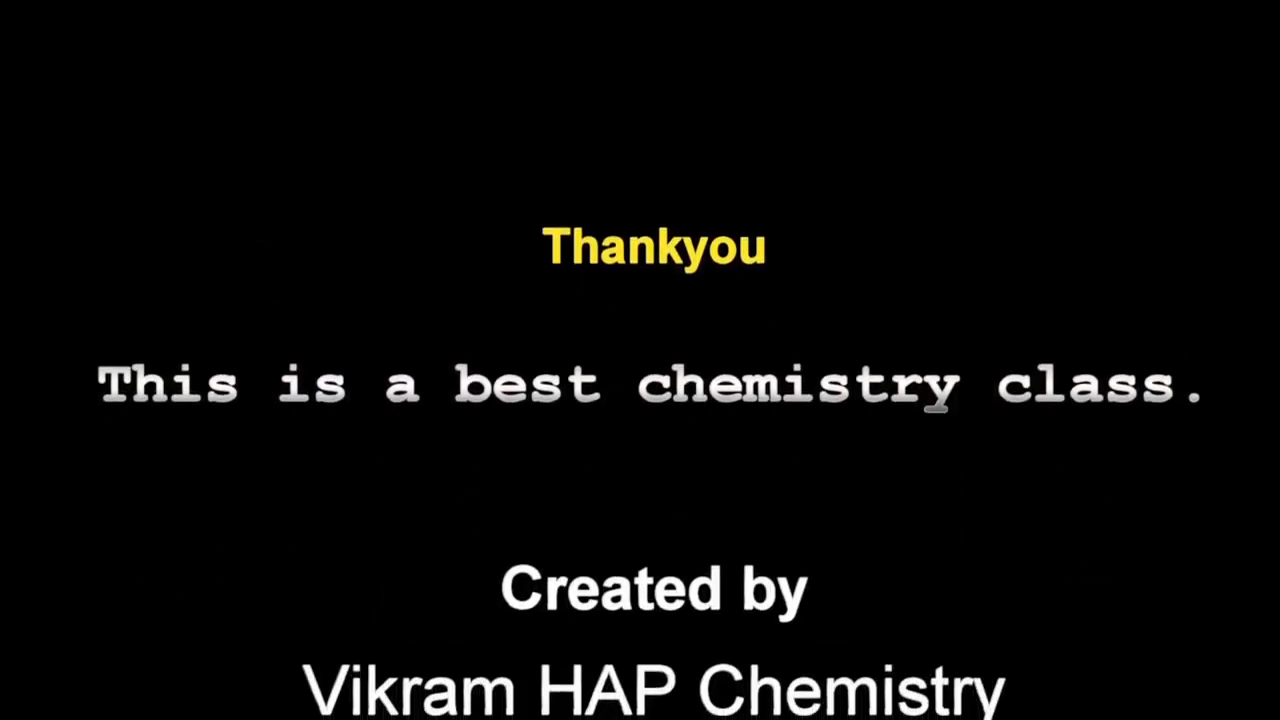 Thankyou
This is a best chemistry class.
Created by
Vikram HAP Chemistry